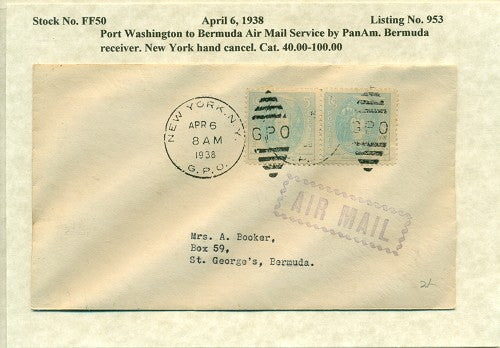 Stock No. FF50 April 6, 1938 Listing No. 953
Port Washington to Bermuda Air Mail Service by PanAm. Bermuda
receiver. New York hand cancel. Cat. 40.00-100.00
NEW YORK, N.Y.
APR 6
8 AM
1938
G.P.O.
GPO
GPO
AIR MAIL
Mrs. A. Booker,
Box 59,
St. George's, Bermuda.